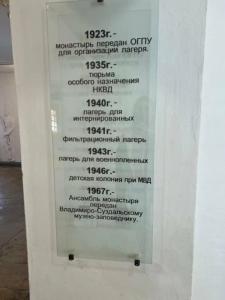 1923г.-
монастырь передан ОГПУ
для организации лагеря.
1935г.-
тюрьма
особого назначения
НКВД
1940г.-
лагерь для
интернированных
1941г.-
фильтрационный лагерь
1943г.-
лагерь для военнопленных
1946г.-
детская колония при МВД
1967г.-
Ансамбль монастыря
передан
Владимиро-Суздальскому
музею-заповеднику.